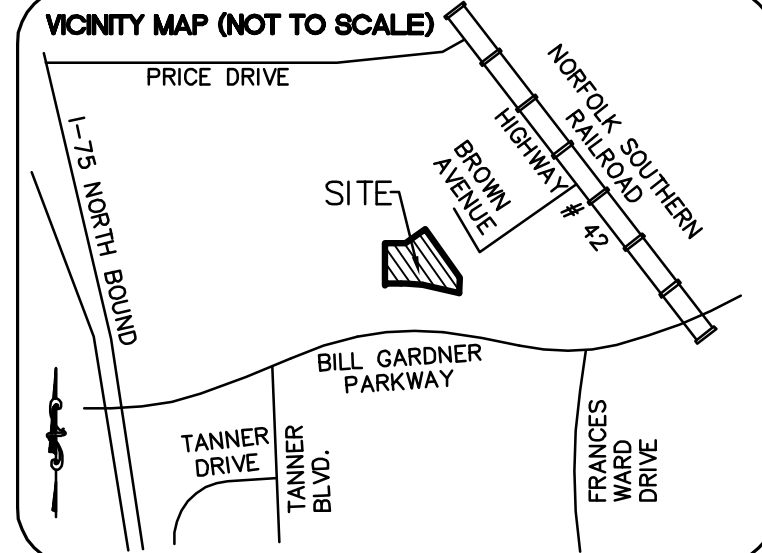 VICINITY MAP (NOT TO SCALE)
PRICE DRIVE
I-75 NORTH BOUND
NORFOLK SOUTHERN
RAILROAD
HIGHWAY # 42
BROWN
AVENUE
SITE
BILL GARDNER
PARKWAY
TANNER
DRIVE
TANNER
BLVD.
FRANCES
WARD
DRIVE